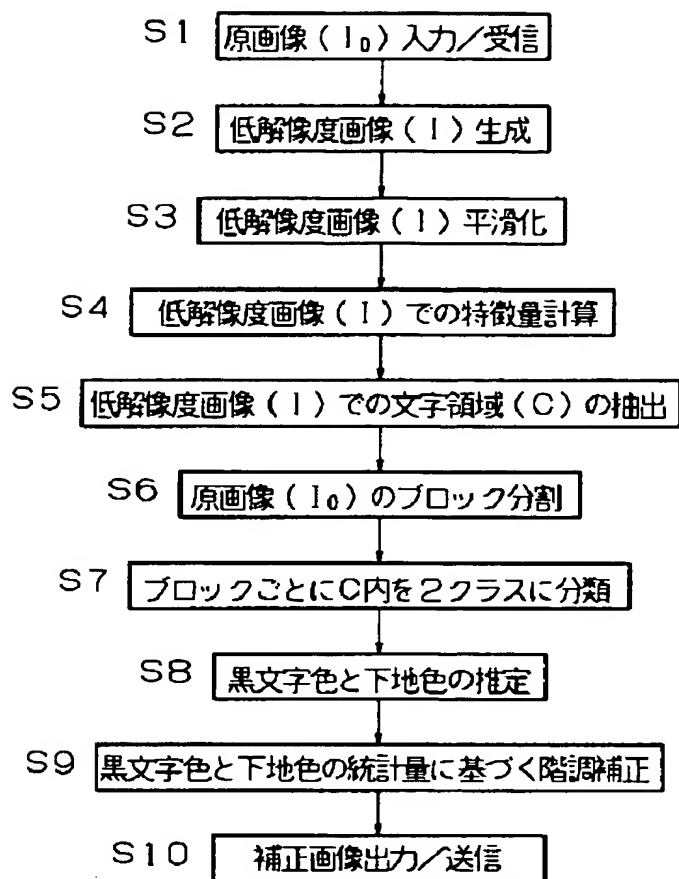 S1 原画像(I₀)入力/受信
S2 低解像度画像(I)生成
S3 低解像度画像(I)平滑化
S4 低解像度画像(I)での特徴量計算
S5 低解像度画像(I)での文字領域(C)の抽出
S6 原画像(I₀)のブロック分割
S7 ブロックごとにC内を2クラスに分類
S8 黒文字色と下地色の推定
S9 黒文字色と下地色の統計量に基づく階調補正
S10 補正画像出力/送信